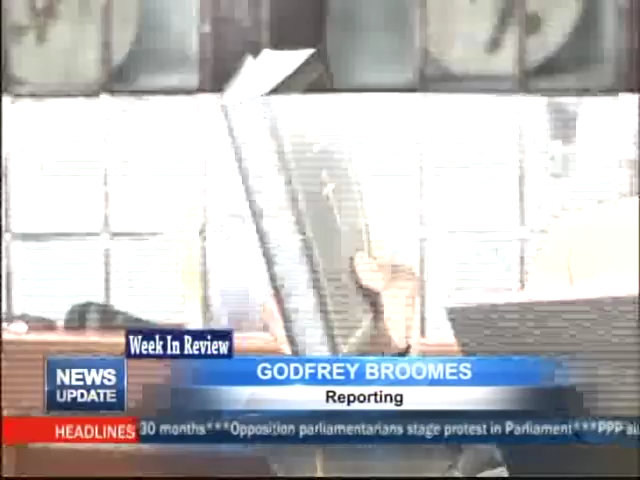 Week In Review
NEWS
UPDATE
GODFREY BROOMES
Reporting
HEADLINES
30 months***Opposition parliamentarians stage protest in Parliament***PPP